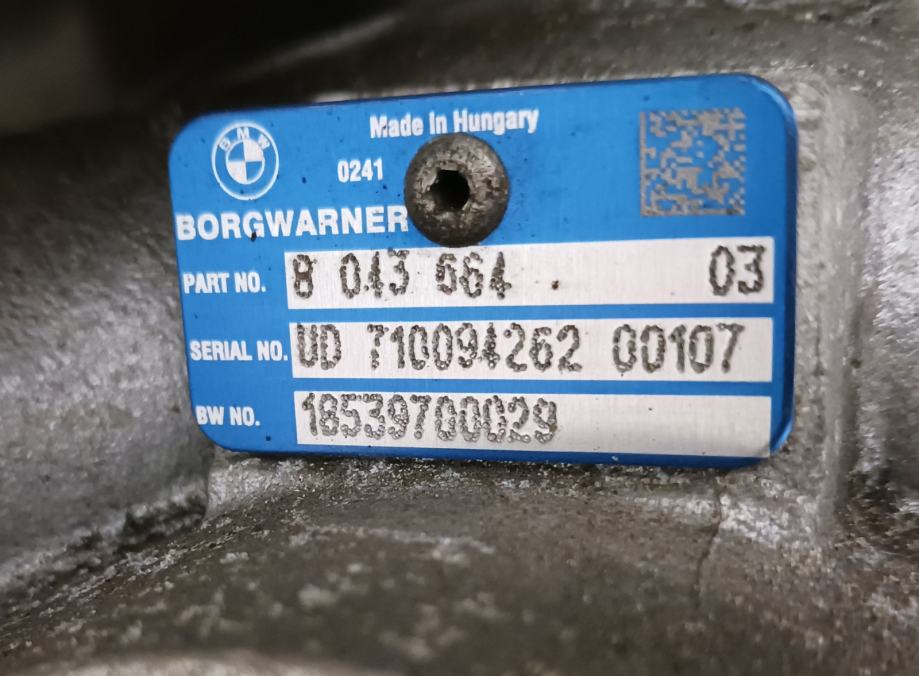 Made in Hungary
BMW
0241
BORGWARNER
PART NO. 8 043 664 03
SERIAL NO. UD 710094262 00107
BW NO. 18539700029